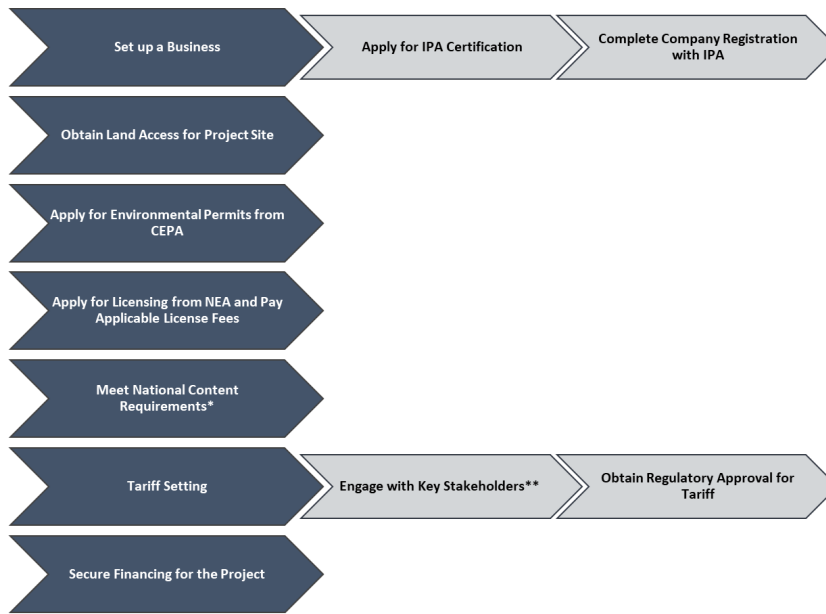 Set up a Business
Apply for IPA Certification
Complete Company Registration
with IPA
Obtain Land Access for Project Site
Apply for Environmental Permits from
CEPA
Apply for Licensing from NEA and Pay
Applicable License Fees
Meet National Content
Requirements*
Tariff Setting
Engage with Key Stakeholders**
Obtain Regulatory Approval for
Tariff
Secure Financing for the Project